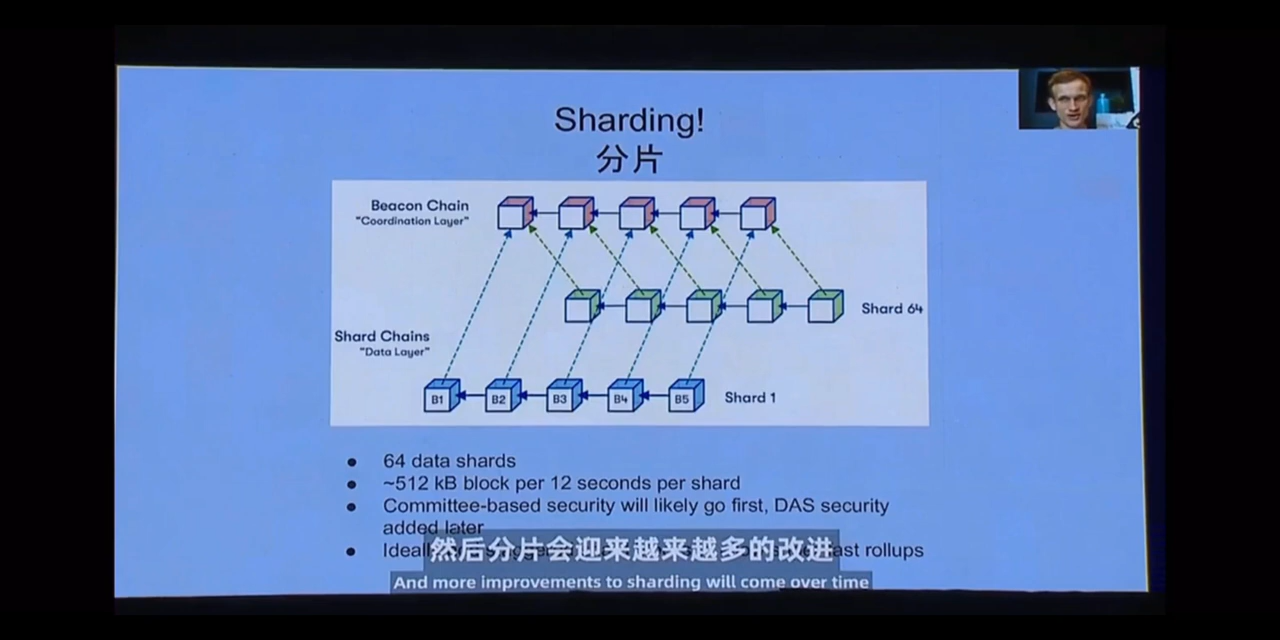 Sharding!
分片
Beacon Chain
"Coordination Layer"
Shard 64
Shard Chains
"Data Layer"
B1 B2 B3 B4 B5 Shard 1
64 data shards
~512 kB block per 12 seconds per shard
Committee-based security will likely go first, DAS security
added later
rollups
然后分片会迎来越来越多的改进
And more improvements to sharding will come over time